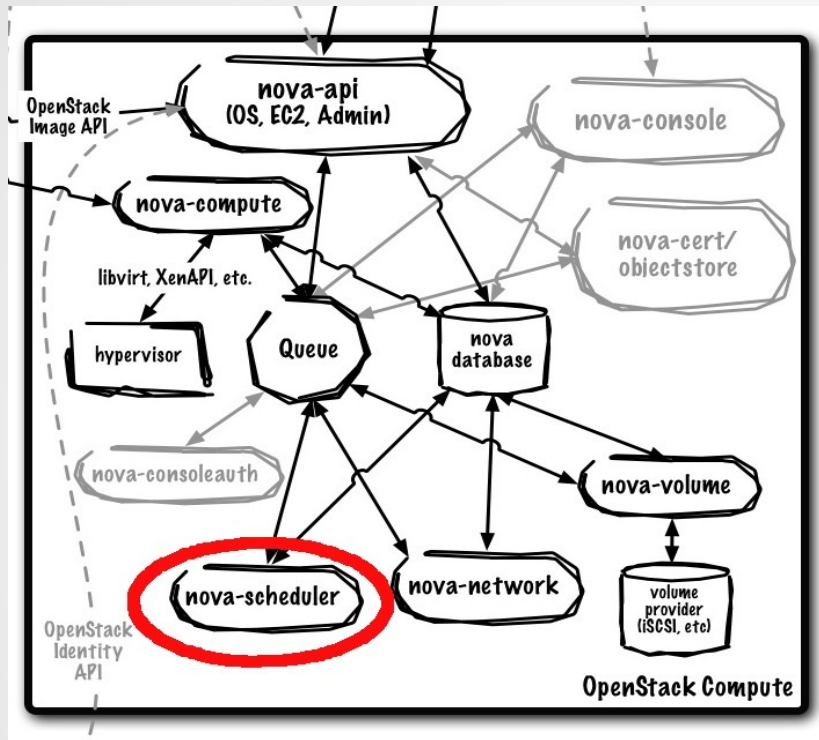 nova-api
(OS, EC2, Admin)
OpenStack
Image API
nova-console
nova-compute
nova-cert/
objectstore
libvirt, XenAPI, etc.
hypervisor
Queue
nova
database
nova-consoleauth
nova-volume
nova-scheduler
nova-network
volume
provider
(iSCSI, etc)
OpenStack
Identity
API
OpenStack Compute